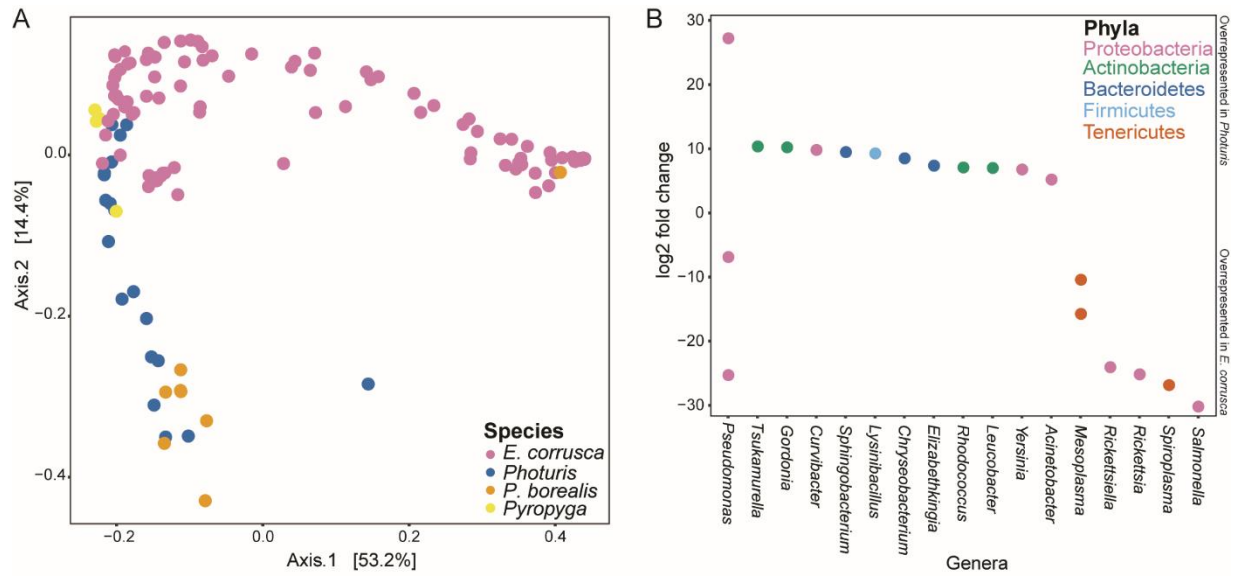 A
0.0
−0.2
−0.4
Axis.2 [14.4%]
−0.2
0.0
0.2
0.4
Axis.1 [53.2%]
Species
E. corrusca
Photuris
P. borealis
Pyropyga
B
30
20
10
0
−10
−20
−30
log2 fold change
Phyla
Proteobacteria
Actinobacteria
Bacteroidetes
Firmicutes
Tenericutes
Overrepresented in Photuris
Overrepresented in E. corrusca
Pseudomonas
Tsukamurella
Gordonia
Curvibacter
Sphingobacterium
Lysinibacillus
Chryseobacterium
Elizabethkingia
Rhodococcus
Leucobacter
Yersinia
Acinetobacter
Mesoplasma
Rickettsiella
Rickettsia
Spiroplasma
Salmonella
Genera